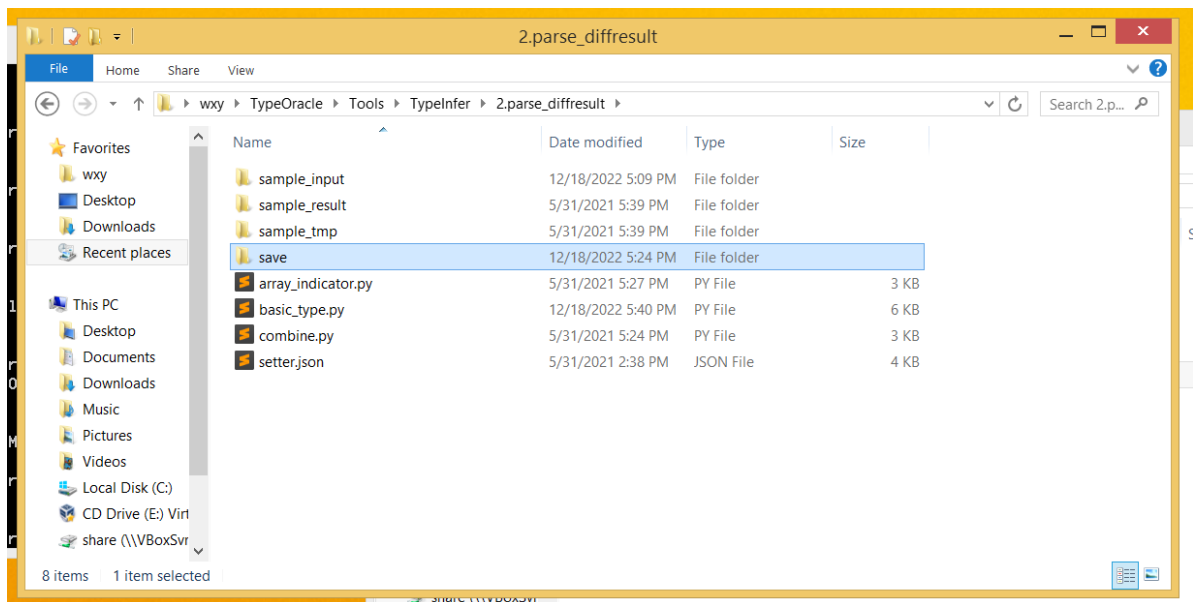 2.parse_diffresult
File Home Share View
wxy TypeOracle Tools TypeInfer 2.parse_diffresult Search 2.p...
Name Date modified Type Size
Favorites
wxy
Desktop
Downloads
Recent places
This PC
Desktop
Documents
Downloads
Music
Pictures
Videos
Local Disk (C:)
CD Drive (E:) Virt
share (\\VBoxSvr
sample_input 12/18/2022 5:09 PM File folder
sample_result 5/31/2021 5:39 PM File folder
sample_tmp 5/31/2021 5:39 PM File folder
save 12/18/2022 5:24 PM File folder
array_indicator.py 5/31/2021 5:27 PM PY File 3 KB
basic_type.py 12/18/2022 5:40 PM PY File 6 KB
combine.py 5/31/2021 5:24 PM PY File 3 KB
setter.json 5/31/2021 2:38 PM JSON File 4 KB
8 items 1 item selected